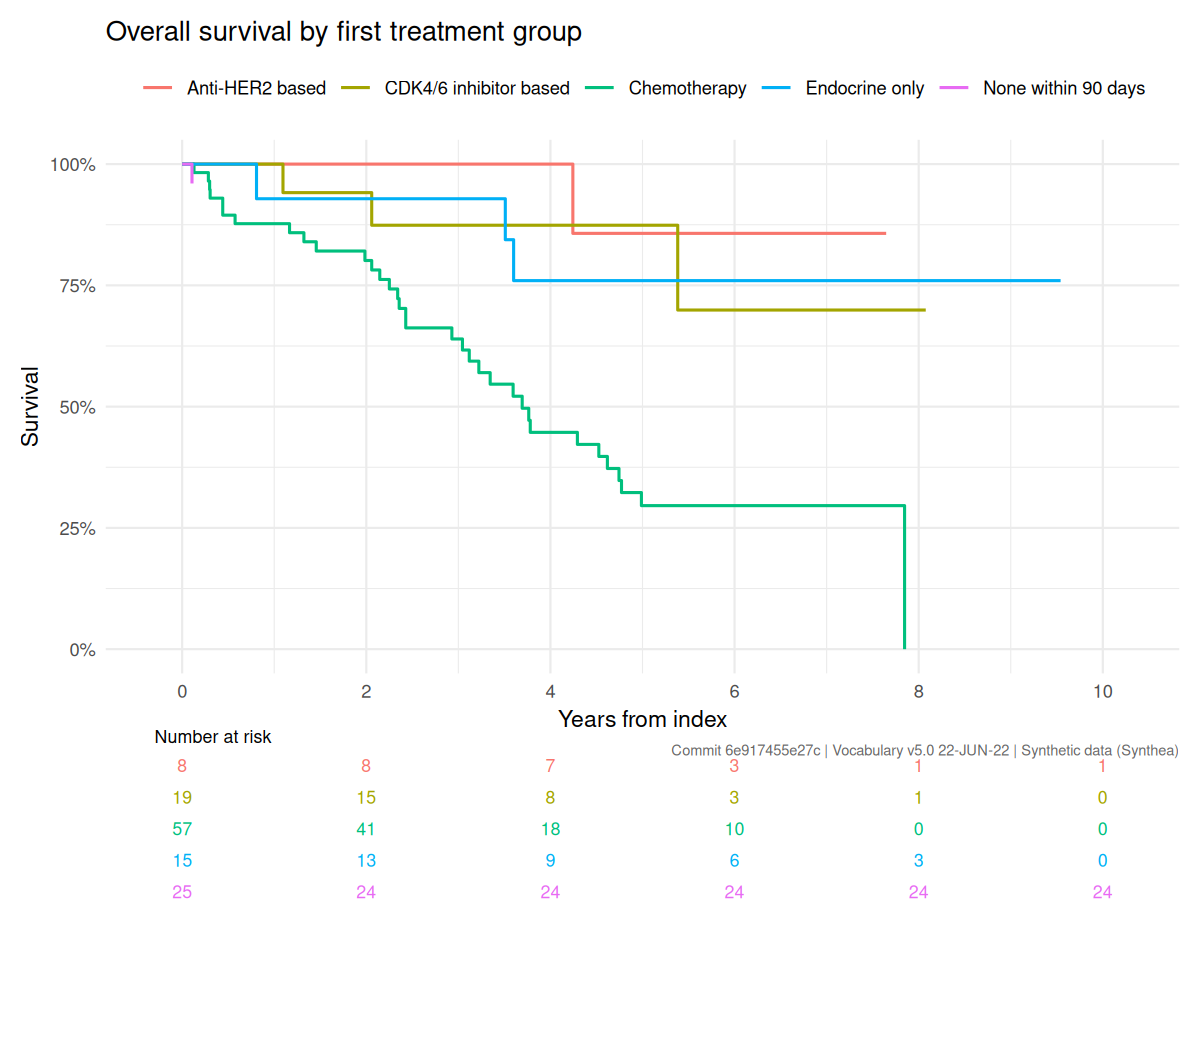 Overall survival by first treatment group
Anti-HER2 based CDK4/6 inhibitor based Chemotherapy Endocrine only None within 90 days
100%
75%
50%
25%
0%
Survival
0 2 4 6 8 10
Years from index
Number at risk
Commit 6e917455e27c | Vocabulary v5.0 22-JUN-22 | Synthetic data (Synthea)
8 8 7 3 1 1
19 15 8 3 1 0
57 41 18 10 0 0
15 13 9 6 3 0
25 24 24 24 24 24